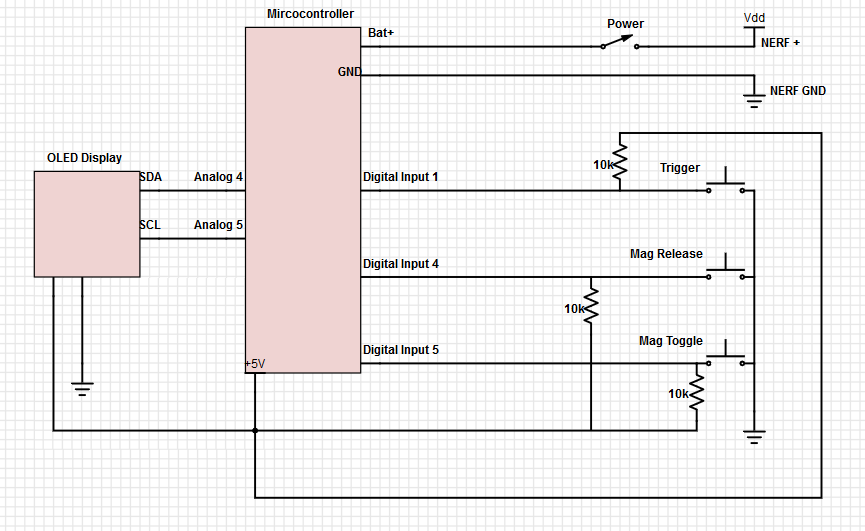 Mircocontroller
Bat+
Power
Vdd
NERF +
GND
NERF GND
OLED Display
10k
Trigger
SDA
Analog 4
Digital Input 1
SCL
Analog 5
Mag Release
Digital Input 4
10k
Mag Toggle
Digital Input 5
+5V
10k